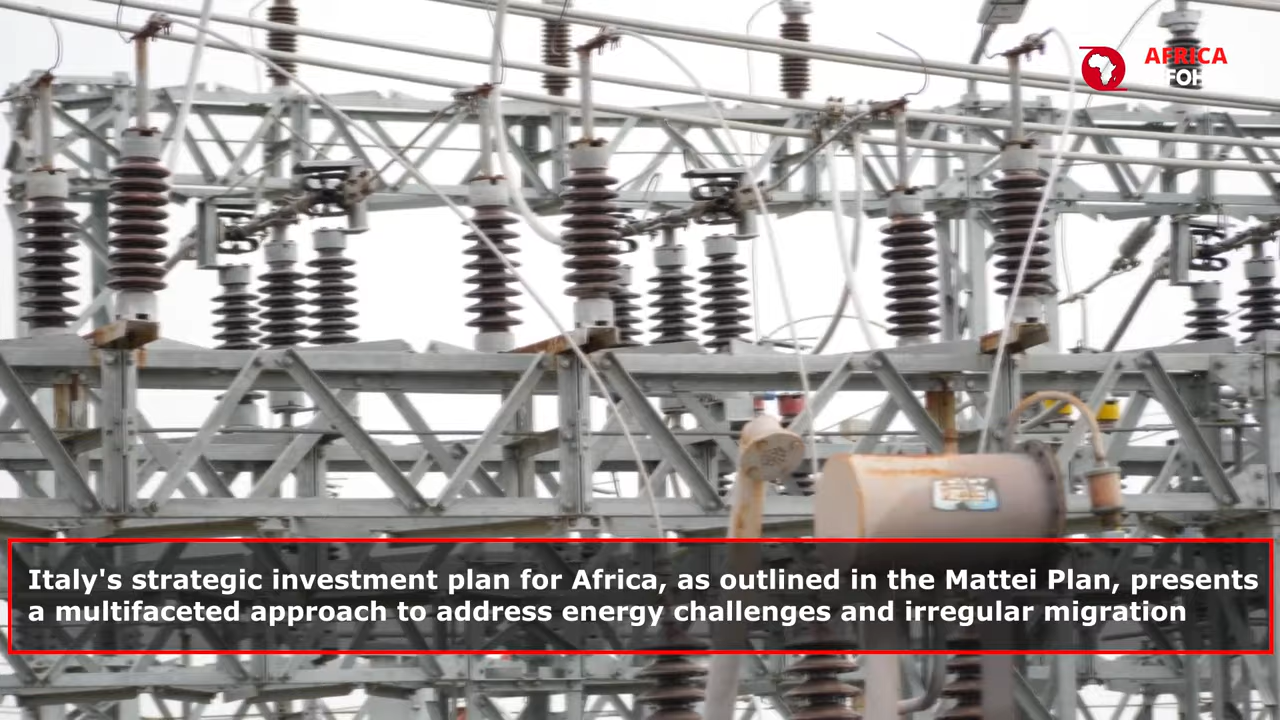 AFRICA
Italy's strategic investment plan for Africa, as outlined in the Mattei Plan, presents
a multifaceted approach to address energy challenges and irregular migration